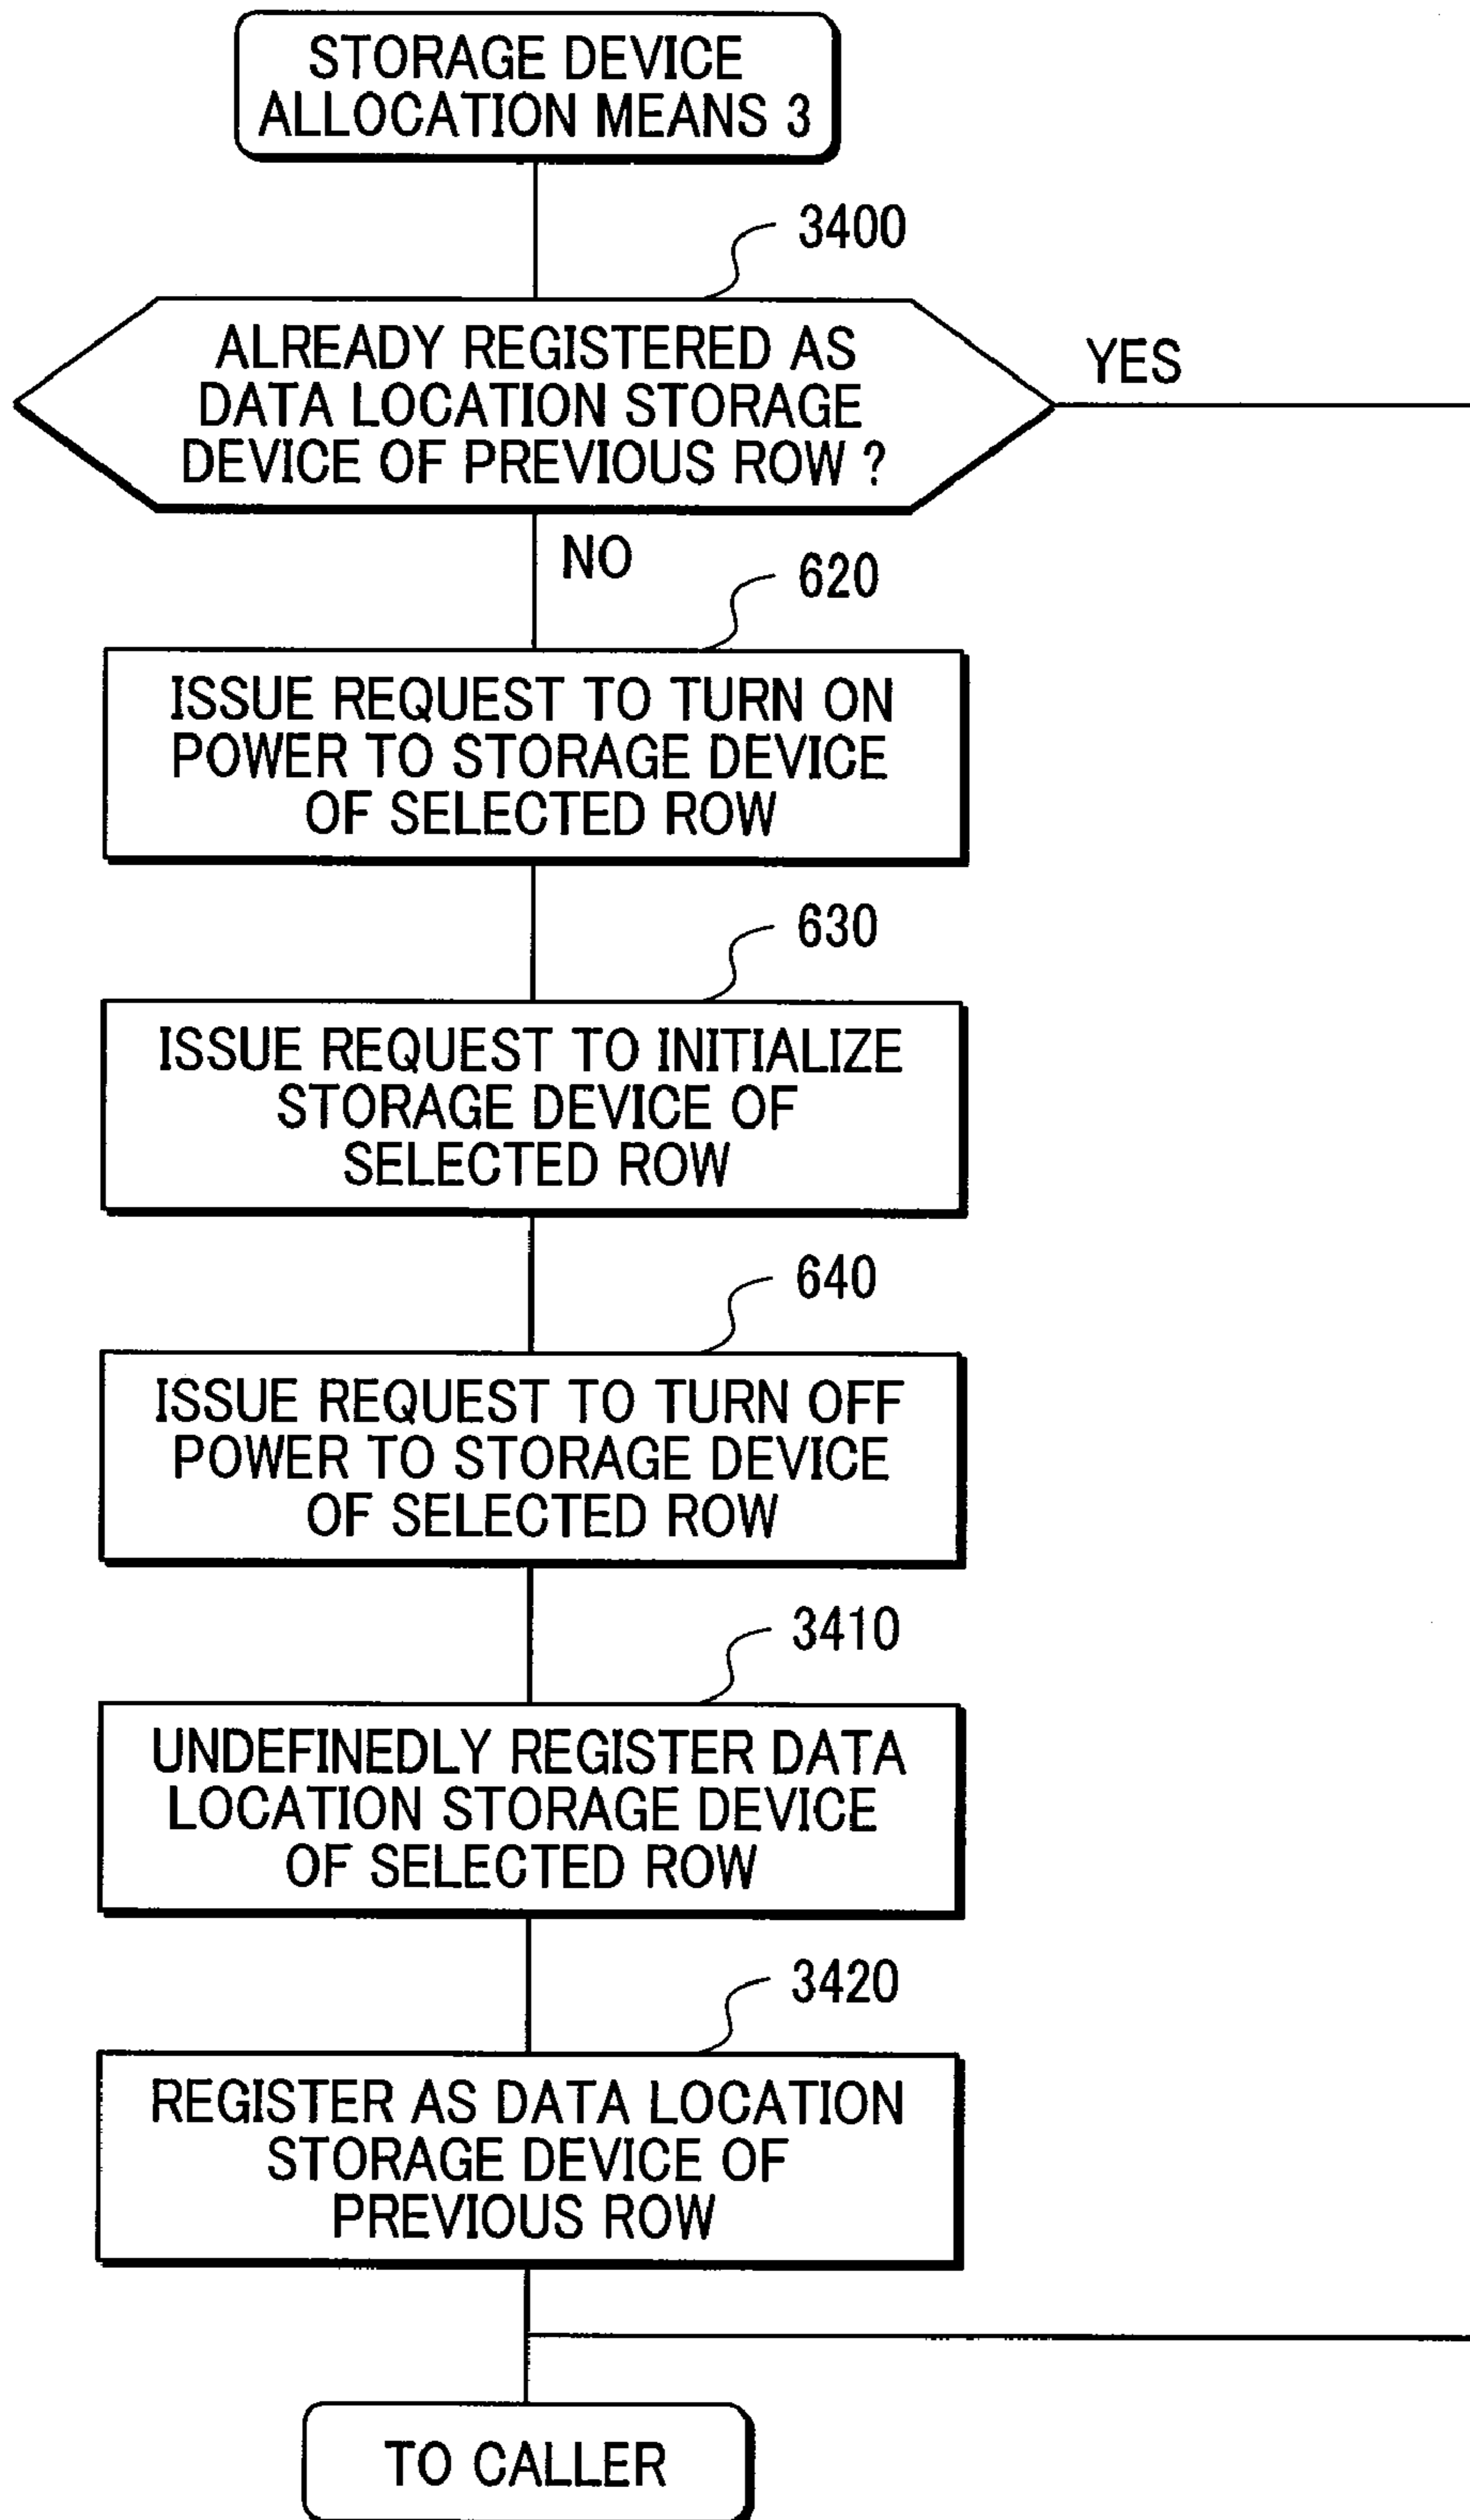 STORAGE DEVICE
ALLOCATION MEANS 3
3400
ALREADY REGISTERED AS
DATA LOCATION STORAGE
DEVICE OF PREVIOUS ROW ?
YES
NO
620
ISSUE REQUEST TO TURN ON
POWER TO STORAGE DEVICE
OF SELECTED ROW
630
ISSUE REQUEST TO INITIALIZE
STORAGE DEVICE OF
SELECTED ROW
640
ISSUE REQUEST TO TURN OFF
POWER TO STORAGE DEVICE
OF SELECTED ROW
3410
UNDEFINEDLY REGISTER DATA
LOCATION STORAGE DEVICE
OF SELECTED ROW
3420
REGISTER AS DATA LOCATION
STORAGE DEVICE OF
PREVIOUS ROW
TO CALLER